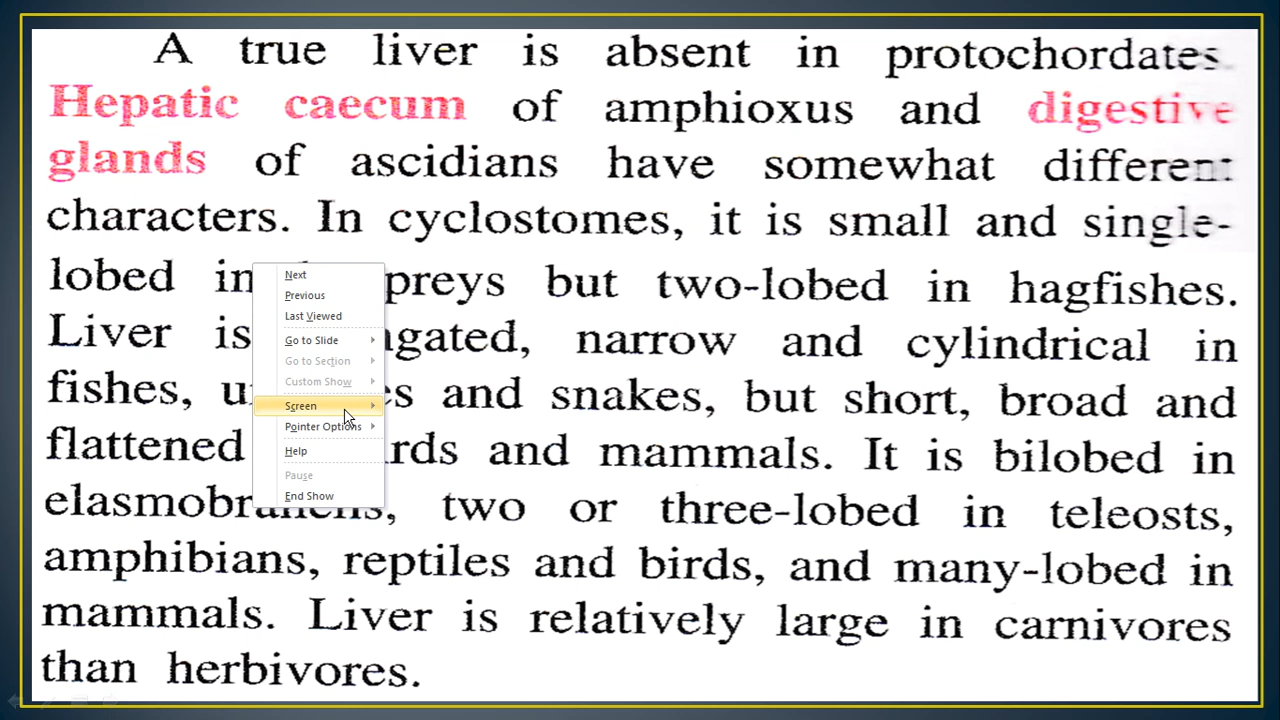 A true liver is absent in protochordates.
Hepatic caecum of amphioxus and digestive
glands of ascidians have somewhat different
characters. In cyclostomes, it is small and single-
lobed in preys but two-lobed in hagfishes.
Liver is ngated, narrow and cylindrical in
fishes, and snakes, but short, broad and
flattened and mammals. It is bilobed in
elasmobranchs, two or three-lobed in teleosts,
amphibians, reptiles and birds, and many-lobed in
mammals. Liver is relatively large in carnivores
than herbivores.
Next
Previous
Last Viewed
Go to Slide
Go to Section
Custom Show
Screen
Pointer Options
Help
Pause
End Show